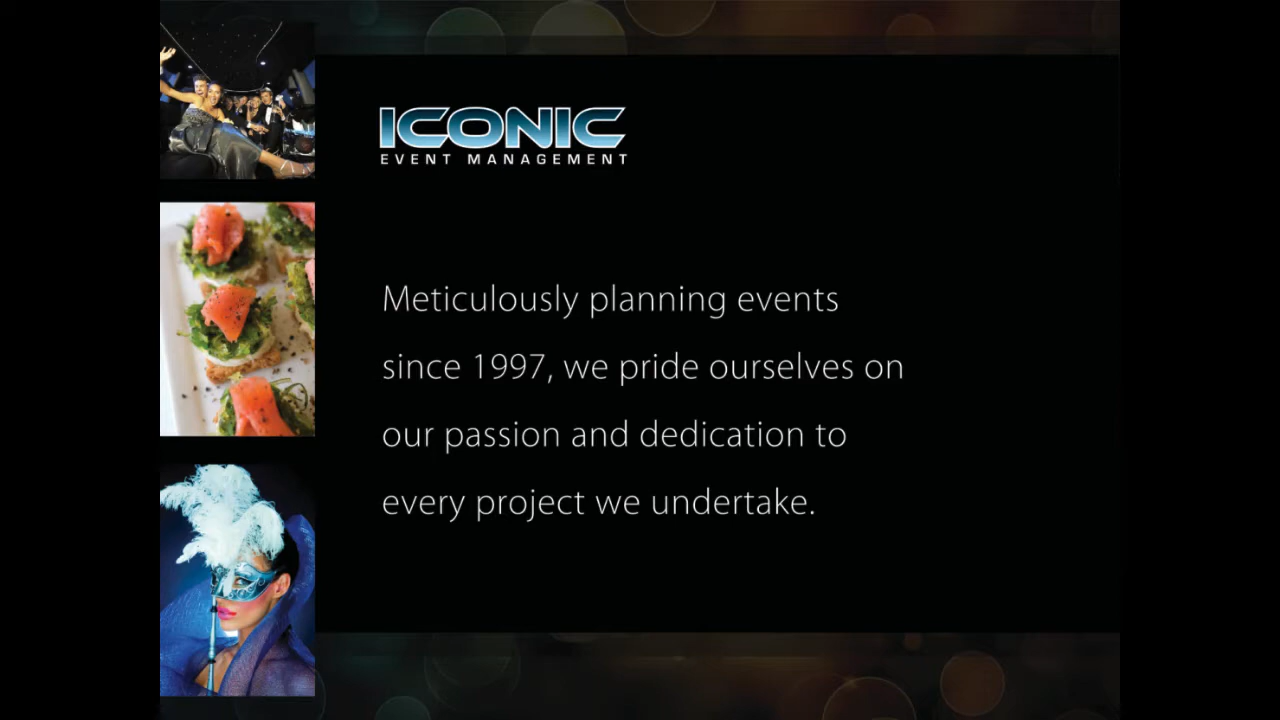 ICONIC
EVENT MANAGEMENT
Meticulously planning events
since 1997, we pride ourselves on
our passion and dedication to
every project we undertake.